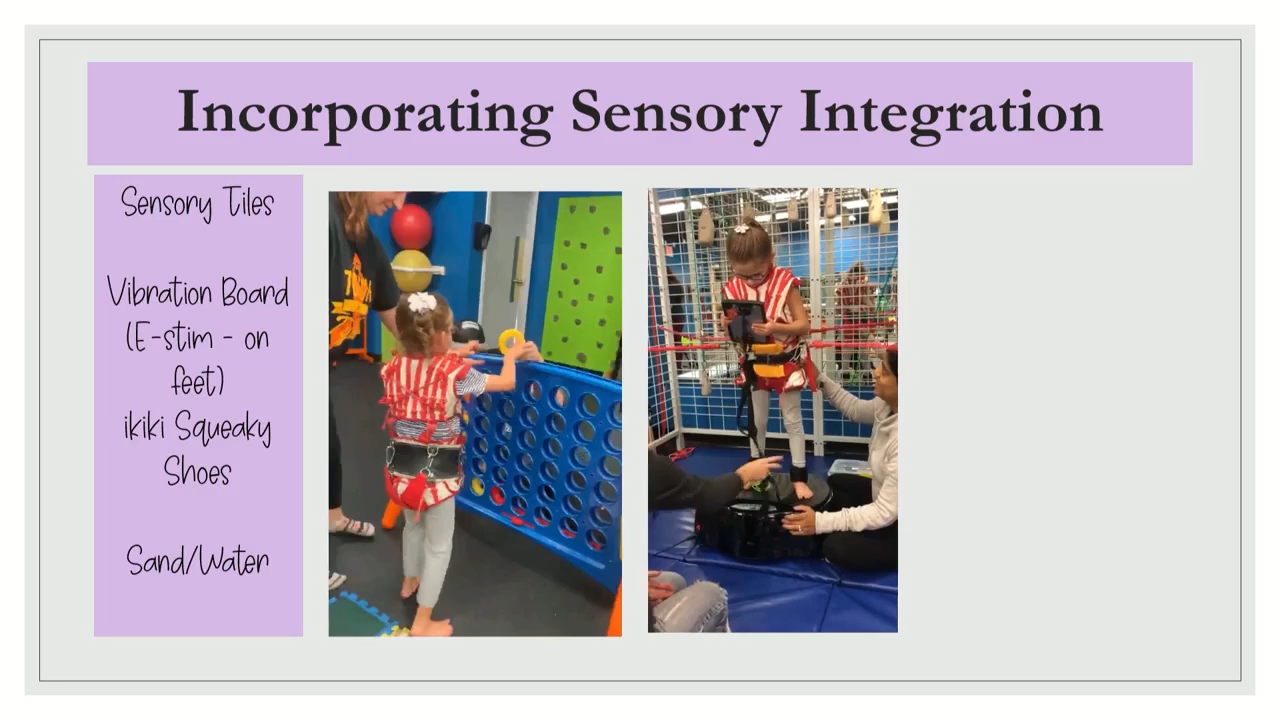 Incorporating Sensory Integration
Sensory Tiles
Vibration Board
(E-stim - on
feet)
ikiki Squeaky
Shoes
Sand/Water